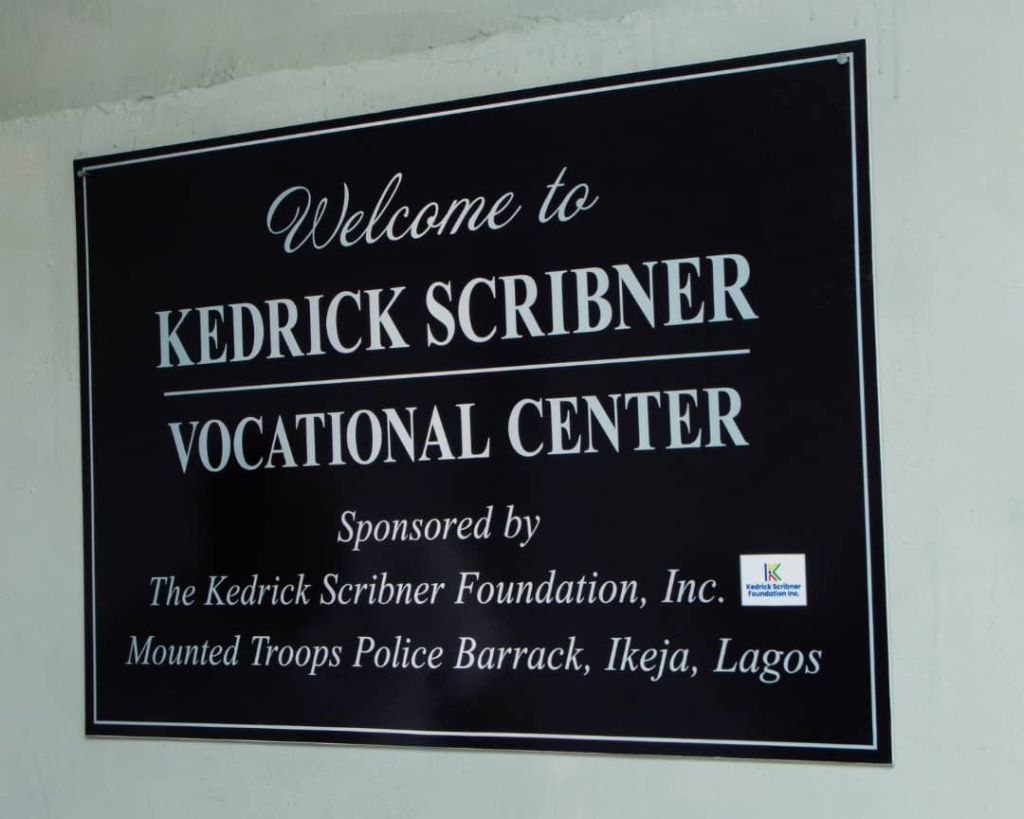 Welcome to
KEDRICK SCRIBNER
VOCATIONAL CENTER
Sponsored by
The Kedrick Scribner Foundation, Inc.
Kedrick Scribner
Foundation Inc.
Mounted Troops Police Barrack, Ikeja, Lagos